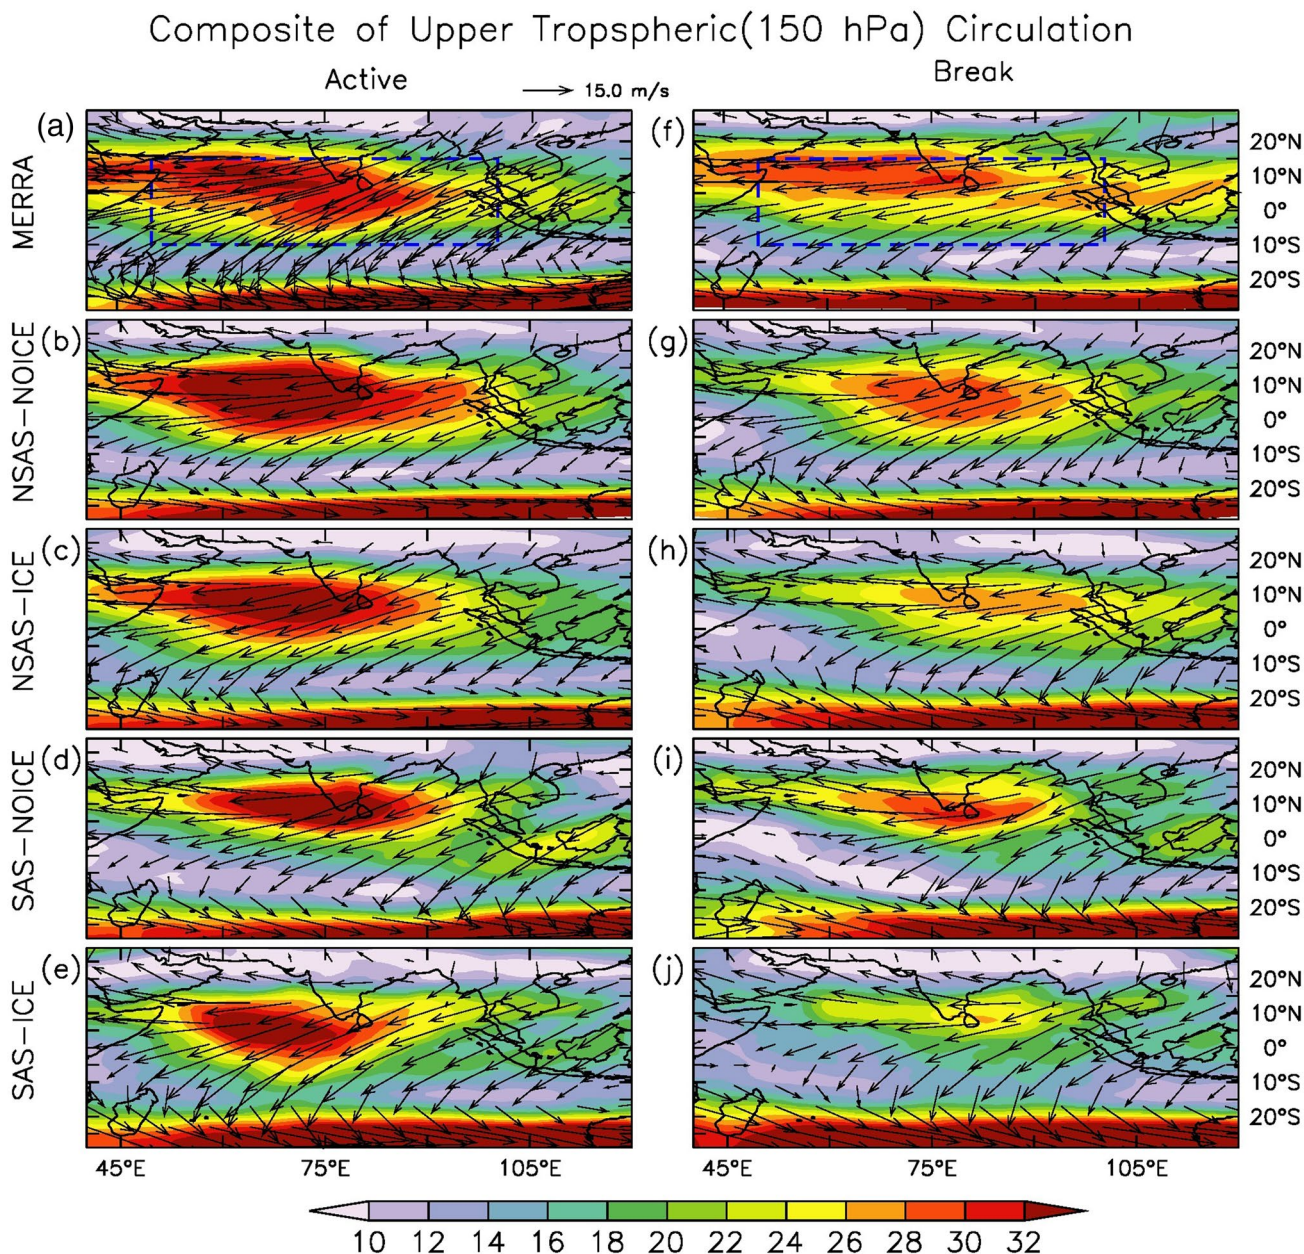 Composite of Upper Tropspheric(150 hPa) Circulation
Active
15.0 m/s
Break
MERRA
(a)
(f)
20°N
10°N
0°
10°S
20°S
NSAS-NOICE
(b)
(g)
20°N
10°N
0°
10°S
20°S
NSAS-ICE
(c)
(h)
20°N
10°N
0°
10°S
20°S
SAS-NOICE
(d)
(i)
20°N
10°N
0°
10°S
20°S
SAS-ICE
(e)
(j)
20°N
10°N
0°
10°S
20°S
45°E 75°E 105°E 45°E 75°E 105°E
10 12 14 16 18 20 22 24 26 28 30 32